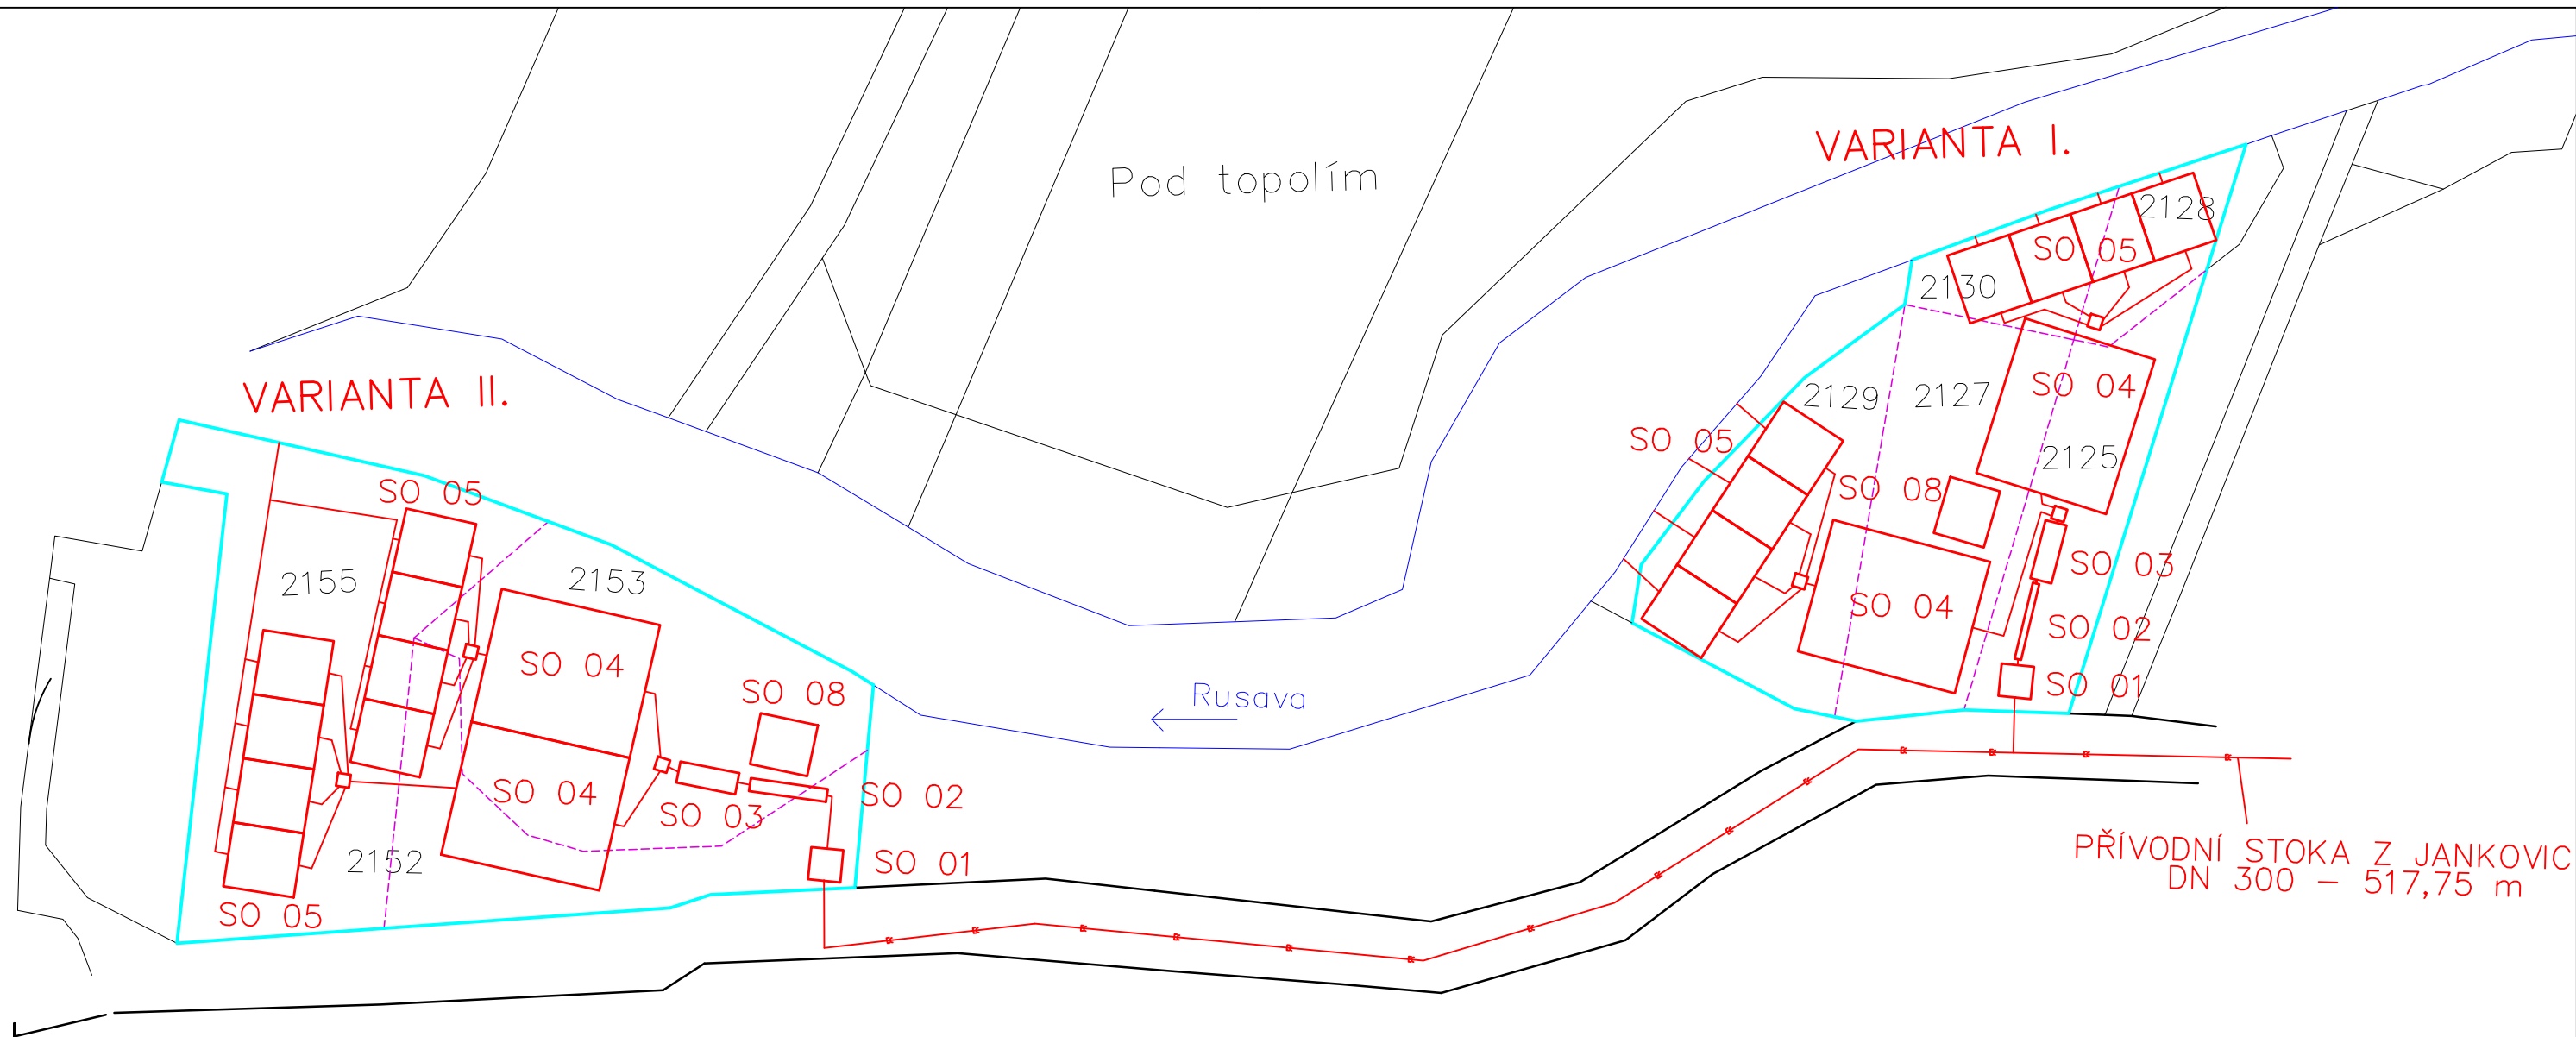 VARIANTA I.
Pod topolím
2128
SO 05
2130
VARIANTA II.
SO 04
2129
2127
SO 05
2125
SO 05
SO 08
SO 03
2155
2153
SO 04
SO 02
SO 04
SO 08
Rusava
SO 01
SO 04
SO 03
SO 02
PŘÍVODNÍ STOKA Z JANKOVIC
DN 300 – 517,75 m
2152
SO 01
SO 05